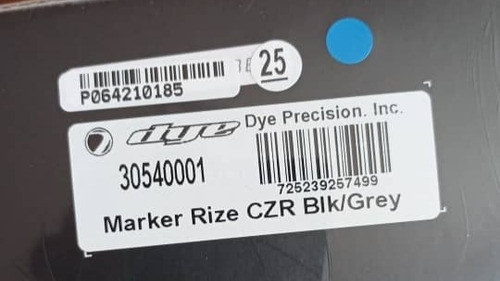 25
P064210185
dye Dye Precision. Inc.
30540001
725239257499
Marker Rize CZR Blk/Grey